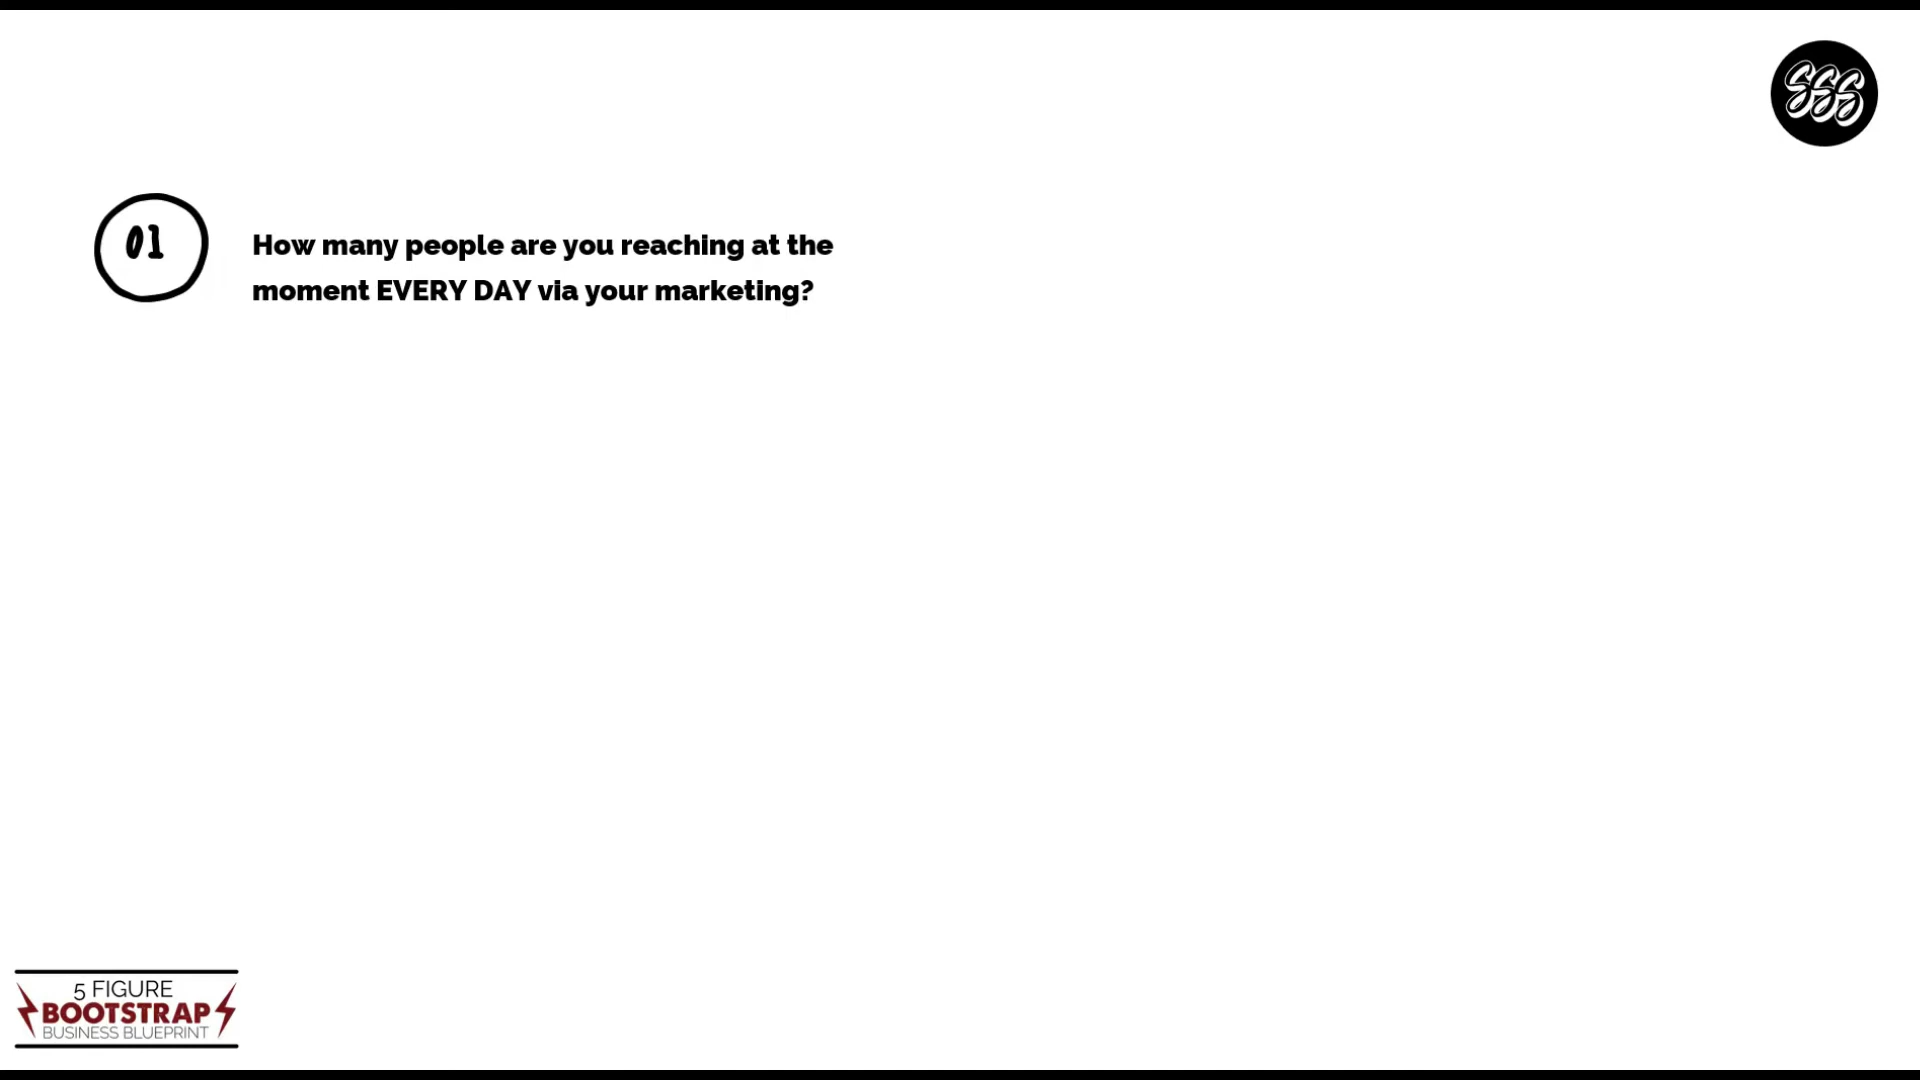 SSS
01
How many people are you reaching at the
moment EVERY DAY via your marketing?
5 FIGURE
BOOTSTRAP
BUSINESS BLUEPRINT